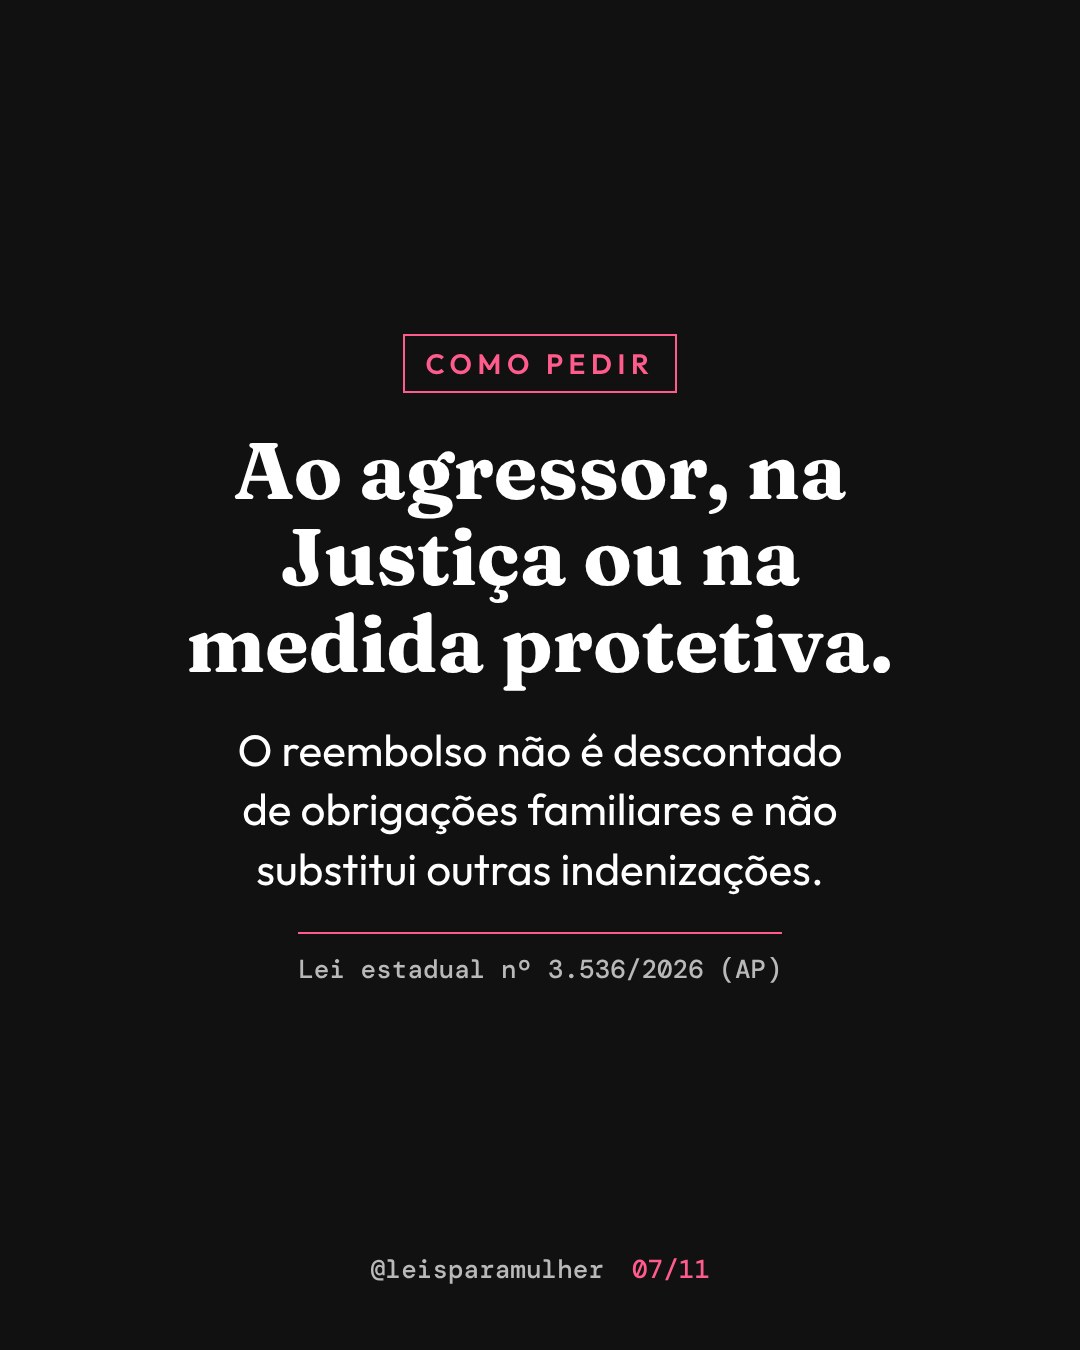 COMO PEDIR
Ao agressor, na
Justiça ou na
medida protetiva.
O reembolso não é descontado
de obrigações familiares e não
substitui outras indenizações.
Lei estadual nº 3.536/2026 (AP)
@leisparamulher 07/11